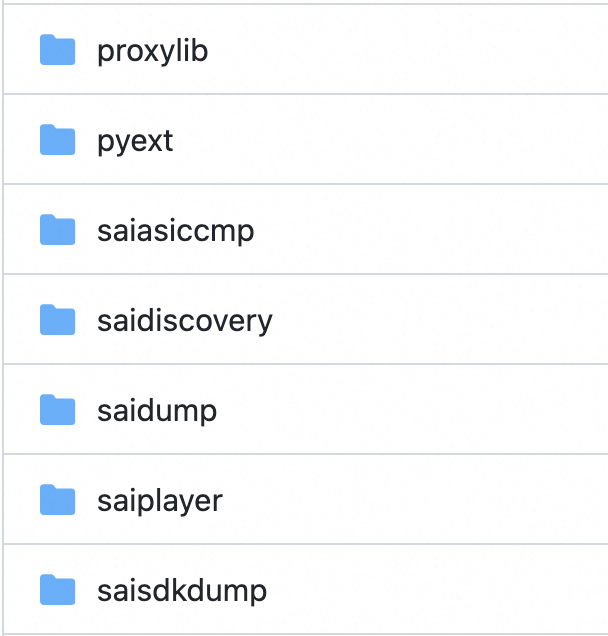 proxylib
pyext
saiasiccmp
saidiscovery
saidump
saiplayer
saisdkdump